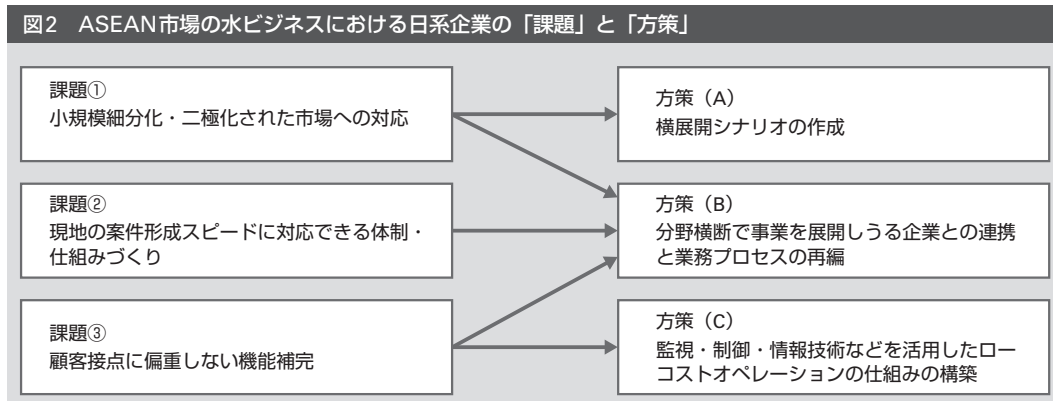 図2 ASEAN市場の水ビジネスにおける日系企業の「課題」と「方策」
課題①
小規模細分化・二極化された市場への対応
方策（A）
横展開シナリオの作成
課題②
現地の案件形成スピードに対応できる体制・
仕組みづくり
方策（B）
分野横断で事業を展開しうる企業との連携
と業務プロセスの再編
課題③
顧客接点に偏重しない機能補完
方策（C）
監視・制御・情報技術などを活用したロー
コストオペレーションの仕組みの構築